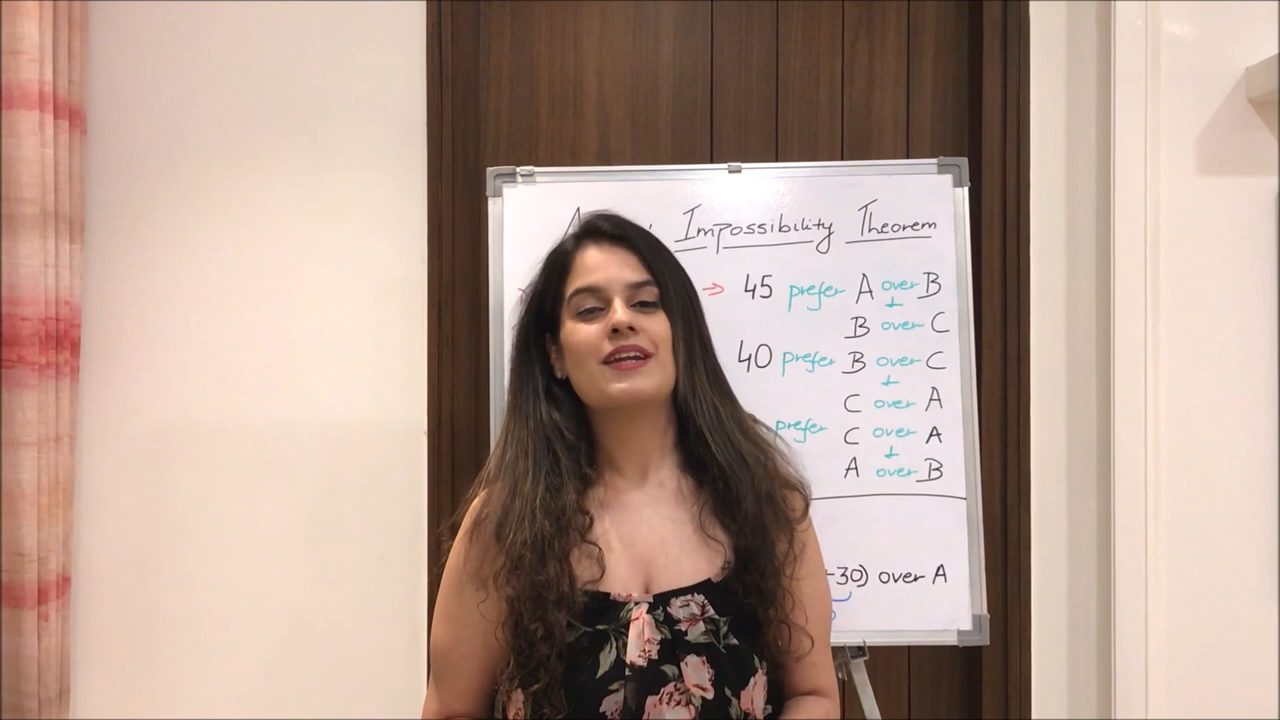 Impossibility Theorem
→ 45 prefer A over B
+
B over C
40 prefer B over C
+
C over A
prefer C over A
+
A over B
30) over A